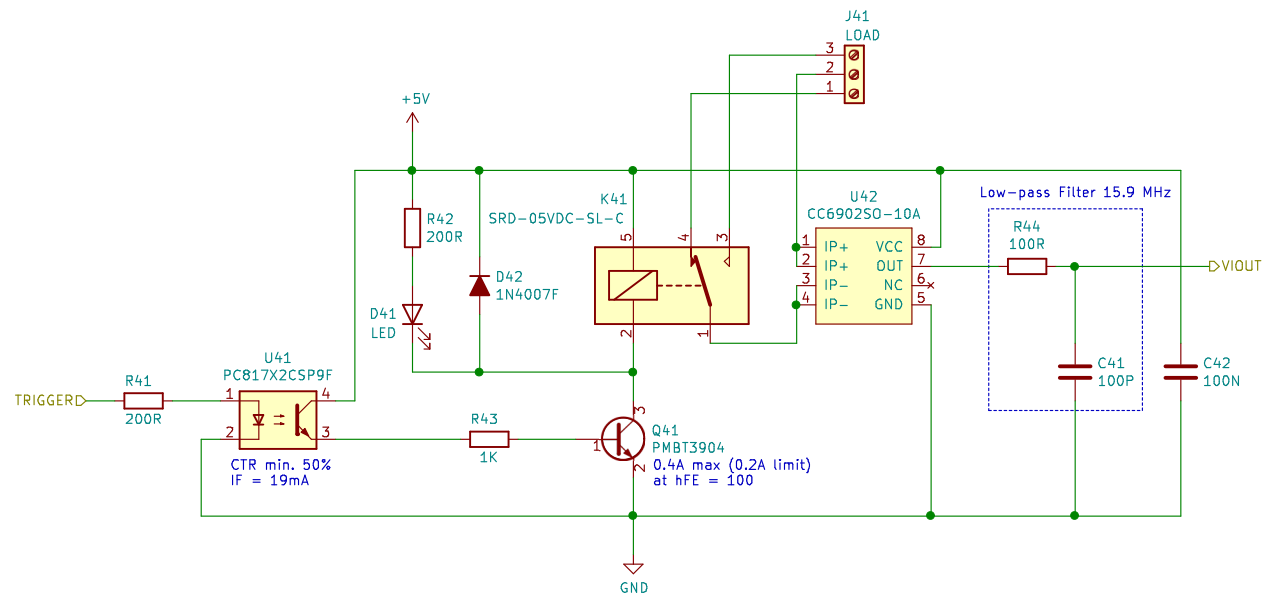 J41
LOAD
3
2
1
+5V
Low-pass Filter 15.9 MHz
K41
SRD-05VDC-SL-C
U42
CC6902SO-10A
R42
200R
R44
100R
5
4
3
1 IP+ VCC 8
2 IP+ OUT 7
3 IP- NC 6
4 IP- GND 5
VIOUT
D42
1N4007F
D41
LED
2
1
U41
PC817X2CSP9F
C41
100P
C42
100N
R41
200R
TRIGGER
1
4
2
3
R43
1K
3
1
2
Q41
PMBT3904
0.4A max (0.2A limit)
at hFE = 100
CTR min. 50%
IF = 19mA
GND